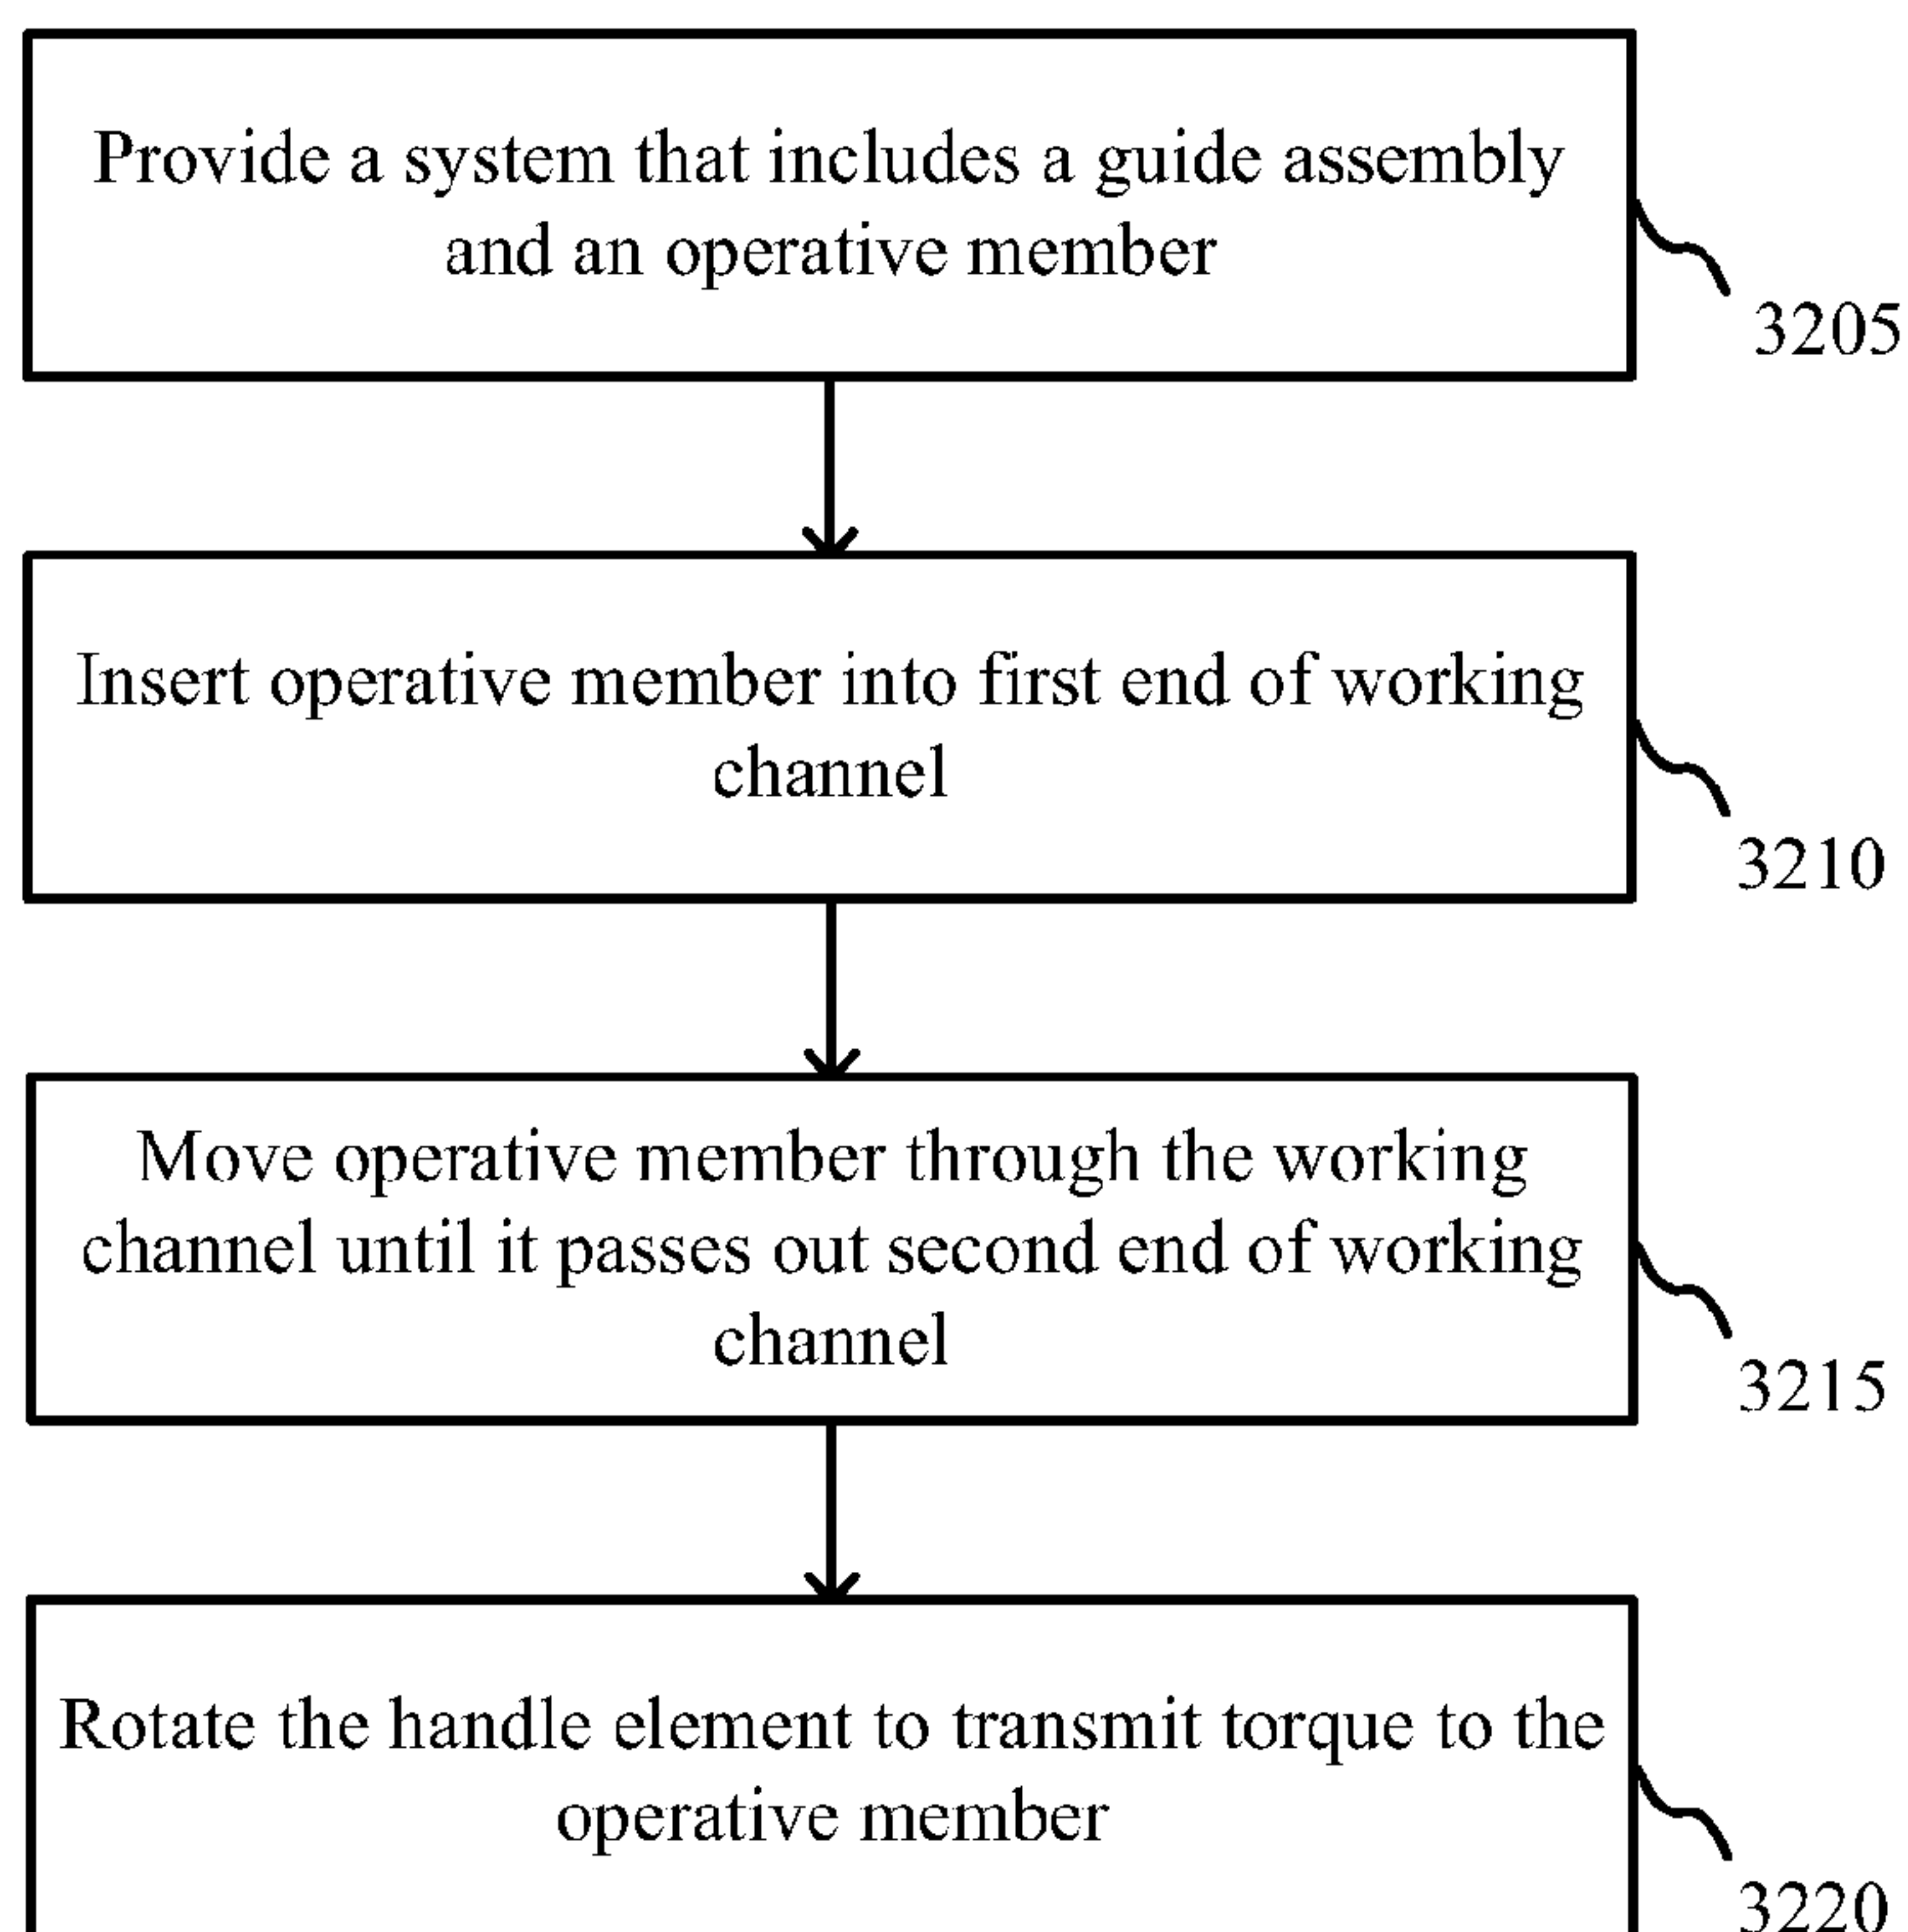 Provide a system that includes a guide assembly
and an operative member
3205
Insert operative member into first end of working
channel
3210
Move operative member through the working
channel until it passes out second end of working
channel
3215
Rotate the handle element to transmit torque to the
operative member
3220